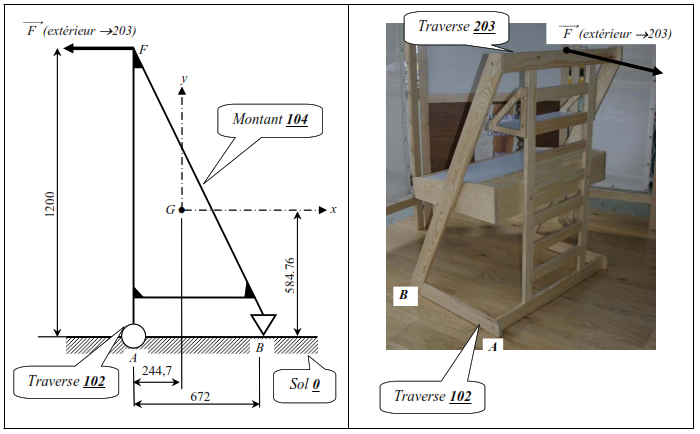 F (extérieur →203)
F
y
Montant 104
1200
G
x
584.76
A
B
Traverse 102
244,7
Sol 0
672
Traverse 203
F (extérieur →203)
B
A
Traverse 102